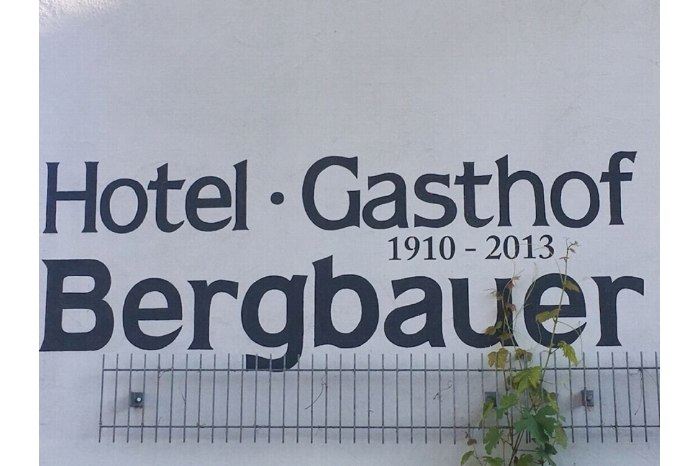 Hotel · Gasthof
1910 - 2013
Bergbauer